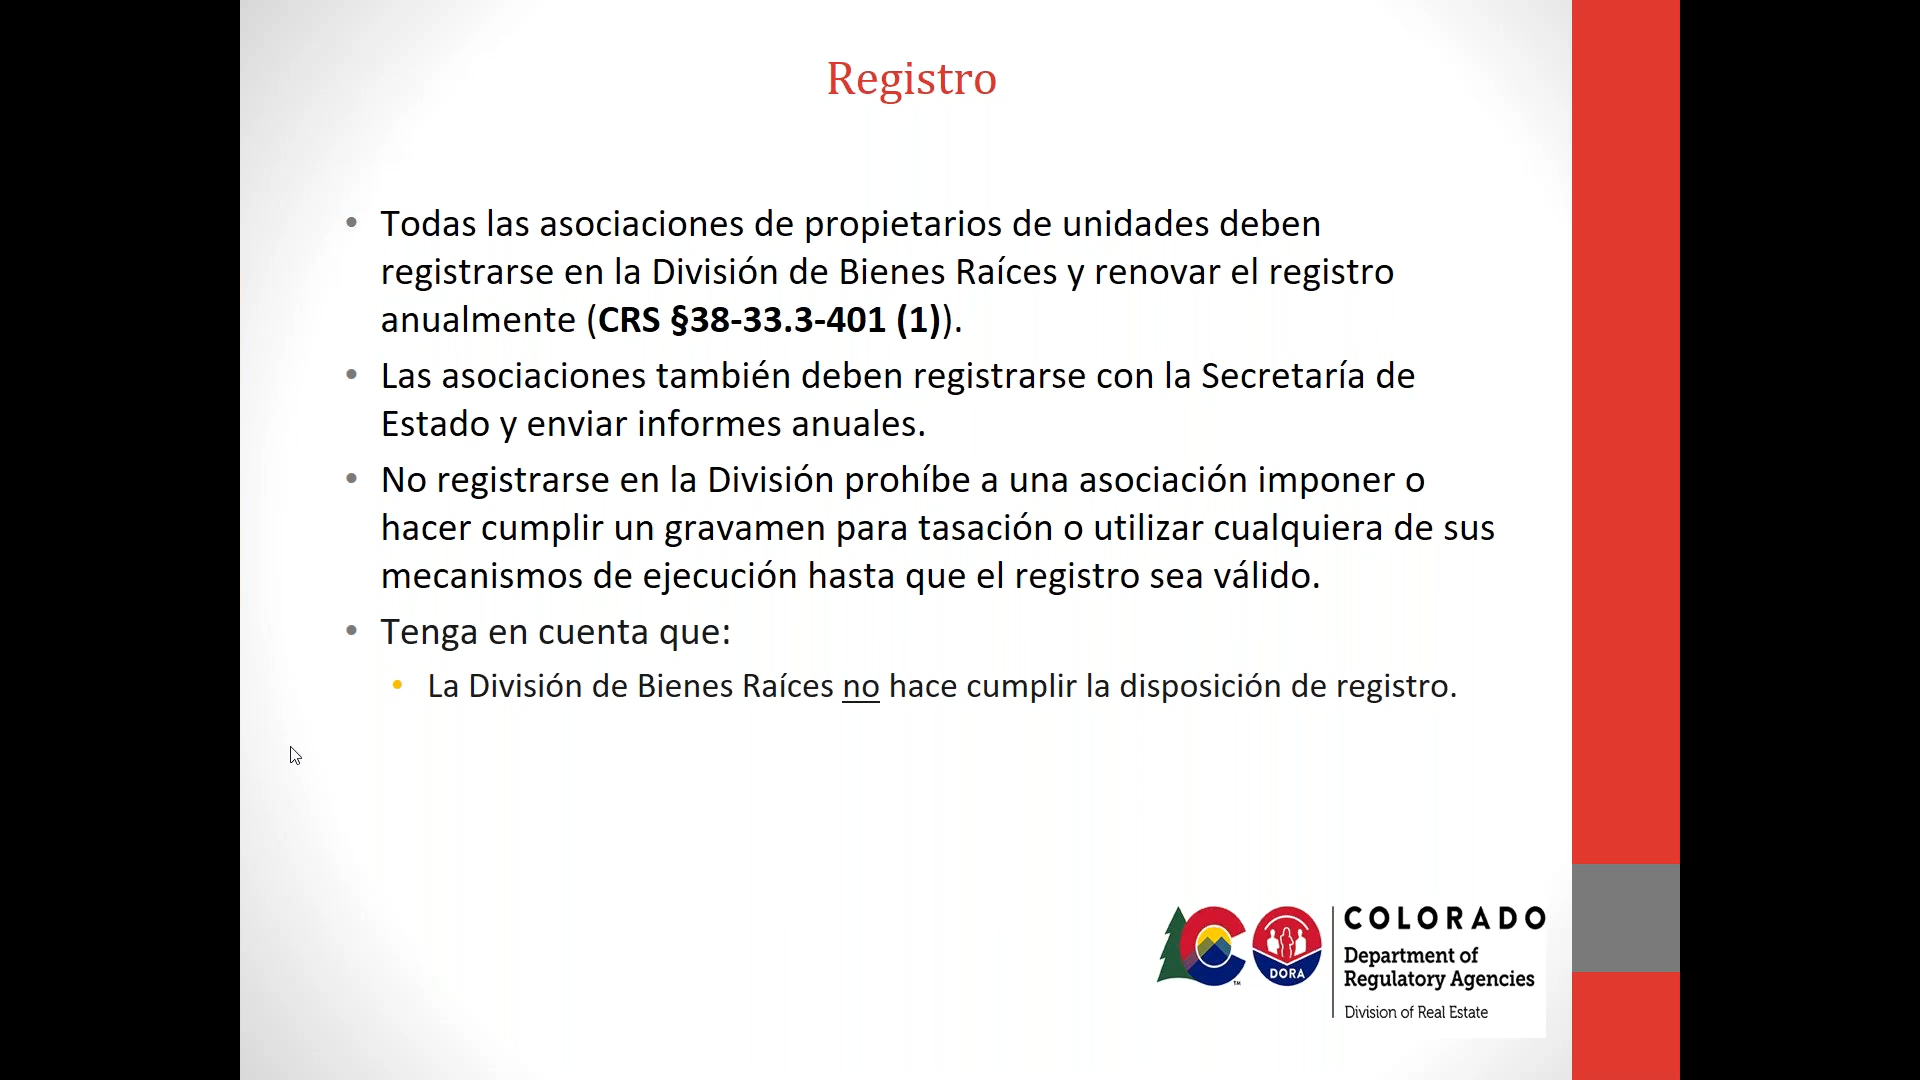 Registro
• Todas las asociaciones de propietarios de unidades deben
registrarse en la División de Bienes Raíces y renovar el registro
anualmente (CRS §38-33.3-401 (1)).
• Las asociaciones también deben registrarse con la Secretaría de
Estado y enviar informes anuales.
• No registrarse en la División prohíbe a una asociación imponer o
hacer cumplir un gravamen para tasación o utilizar cualquiera de sus
mecanismos de ejecución hasta que el registro sea válido.
• Tenga en cuenta que:
• La División de Bienes Raíces no hace cumplir la disposición de registro.
COLORADO
Department of
Regulatory Agencies
Division of Real Estate
DORA
TM